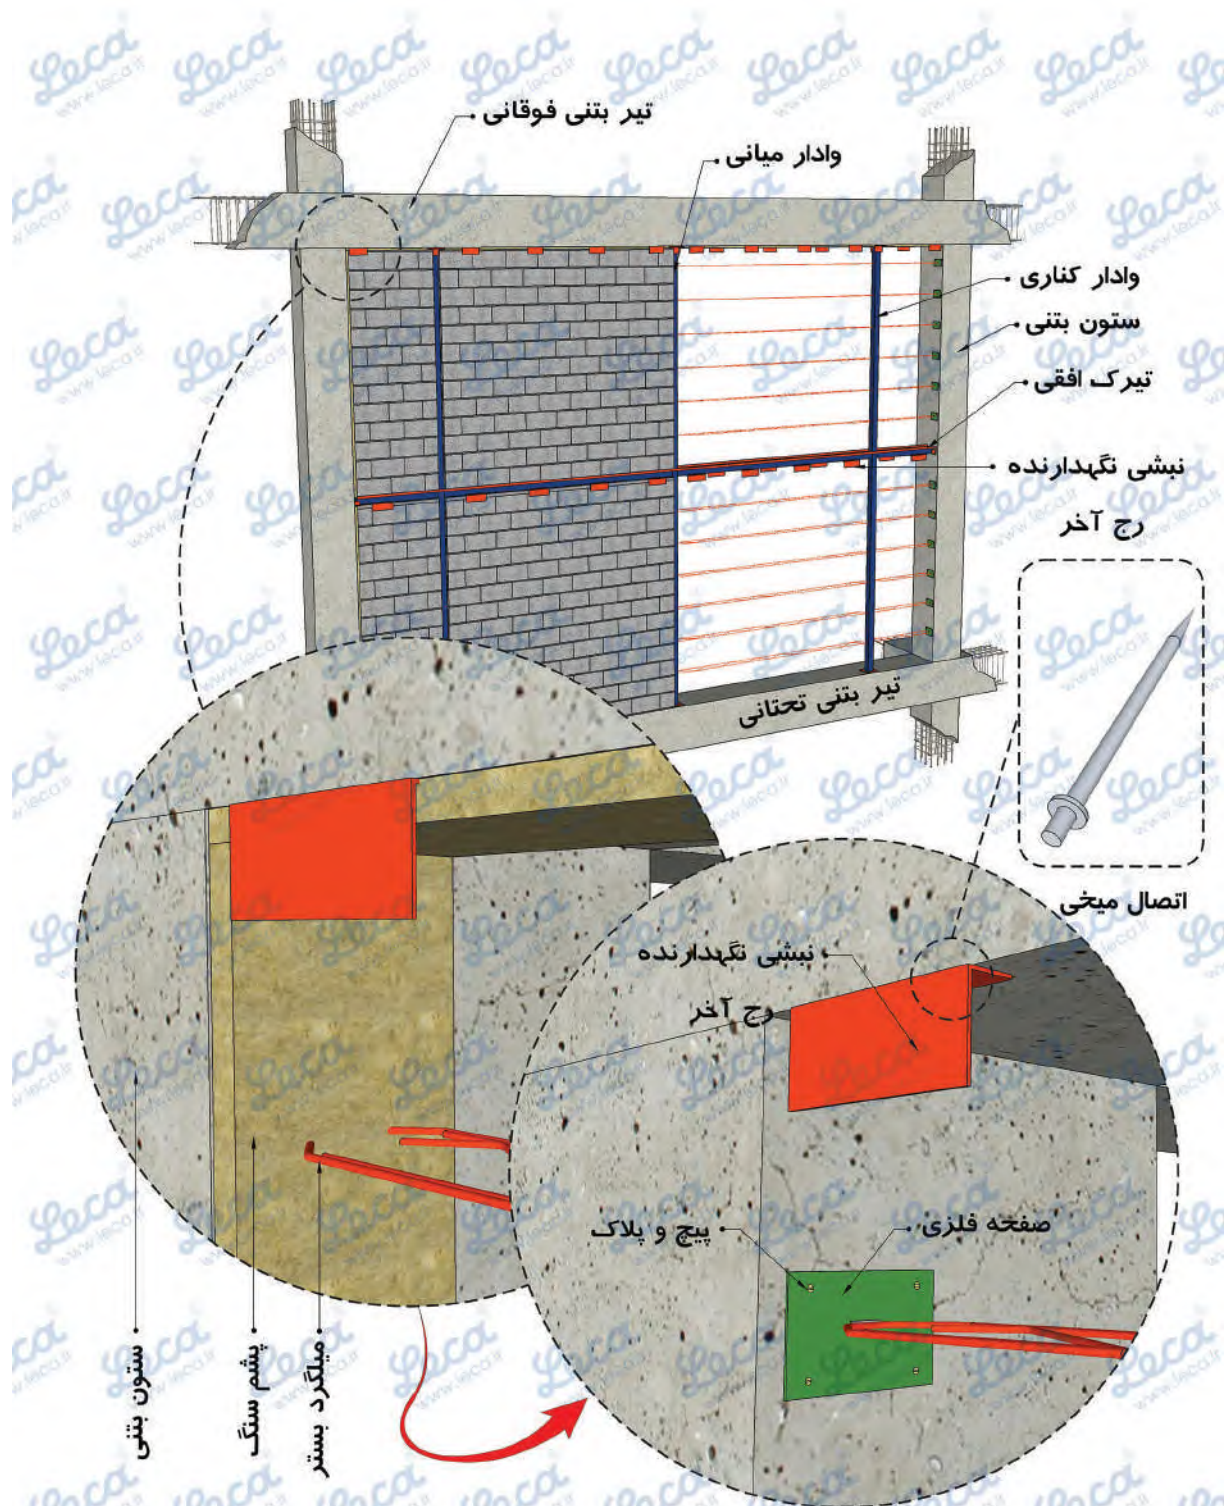 تیر بتنی فوقانی
وادار میانی
وادار کناری
ستون بتنی
تیرک افقی
نبشی نگهدارنده
رج آخر
تیر بتنی تحتانی
اتصال میخی
نبشی نگهدارنده
رج آخر
پیچ و پلاک
صفحه فلزی
ستون بتنی
پشم سنگ
میلگرد بستر
Leca
www.leca.ir